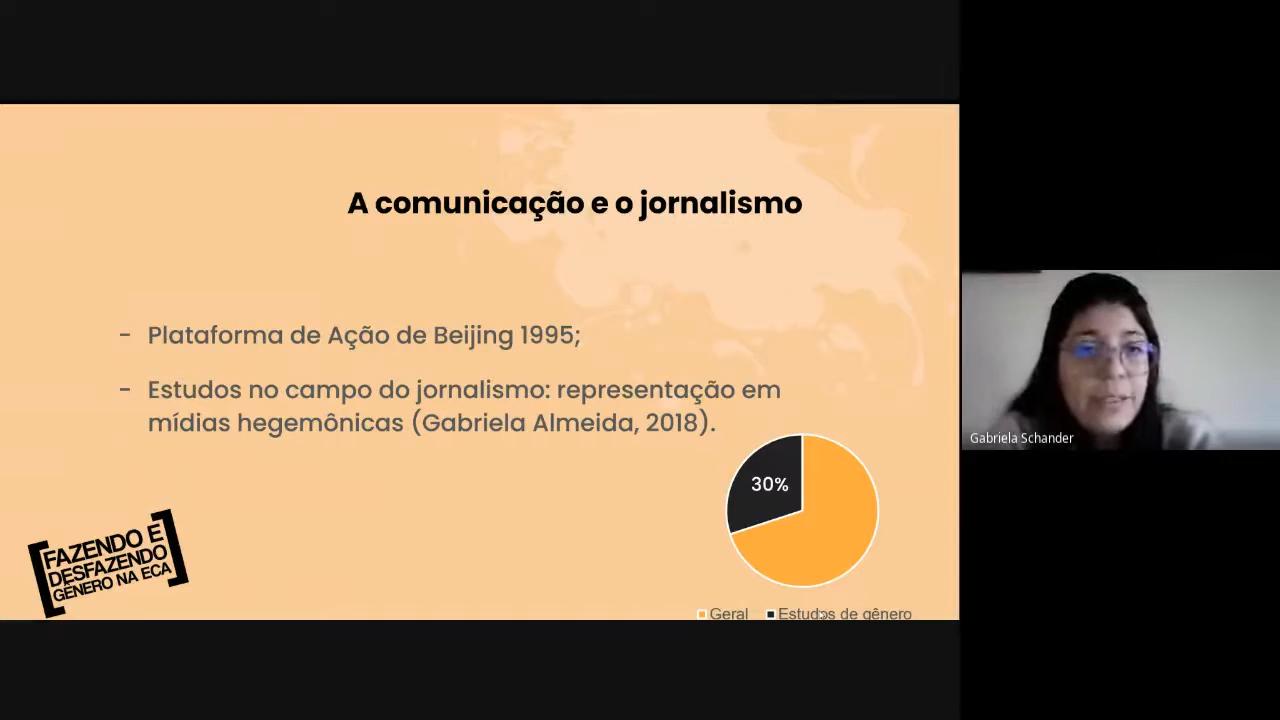 A comunicação e o jornalismo
- Plataforma de Ação de Beijing 1995;
- Estudos no campo do jornalismo: representação em
mídias hegemônicas (Gabriela Almeida, 2018).
30%
Geral Estudos de gênero
[FAZENDO E
DESFAZENDO
GÊNERO NA ECA]
Gabriela Schander